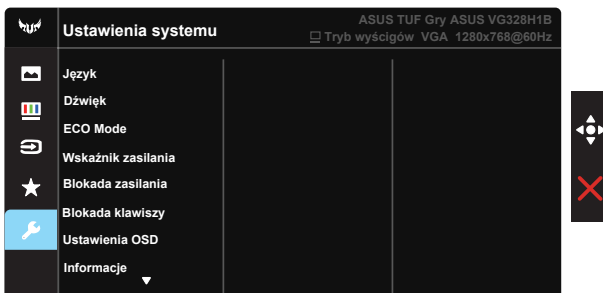 Ustawienia systemu
ASUS TUF Gry ASUS VG328H1B
Tryb wyścigów VGA 1280x768@60Hz
Język
Dźwięk
ECO Mode
Wskaźnik zasilania
Blokada zasilania
Blokada klawiszy
Ustawienia OSD
Informacje